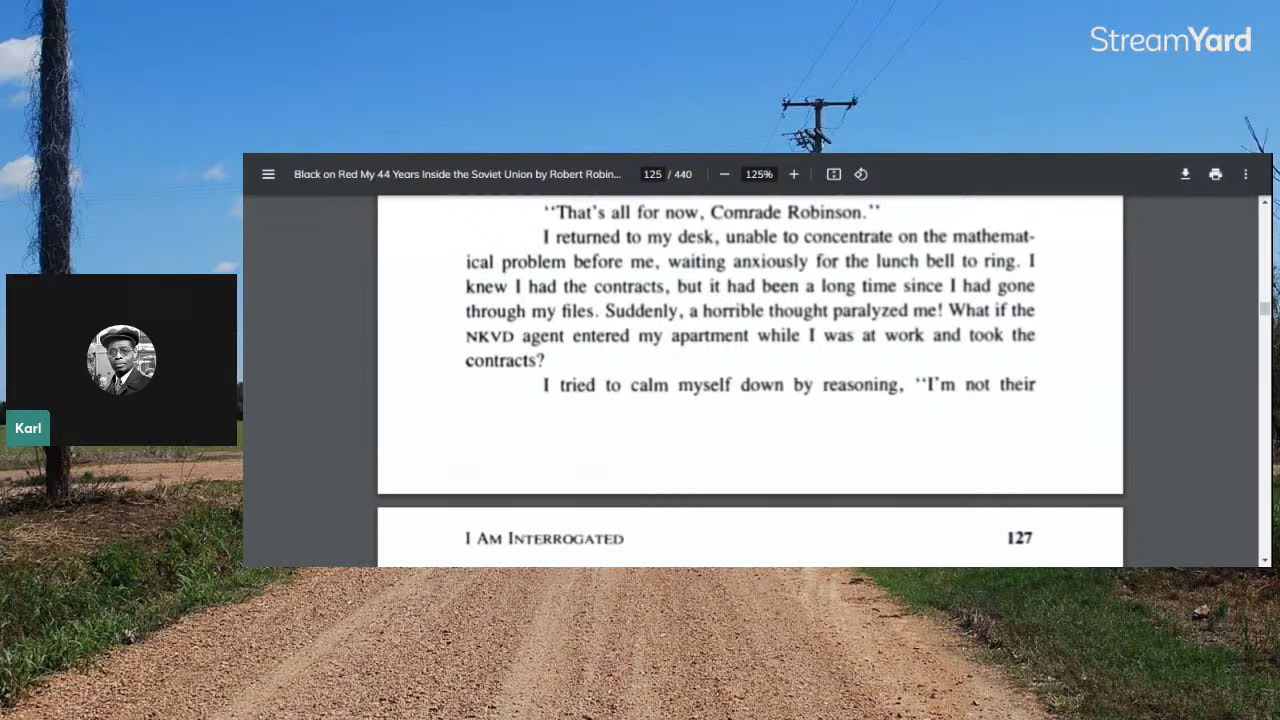 StreamYard
Black on Red My 44 Years Inside the Soviet Union by Robert Robin...
125 / 440
125%
‘‘That's all for now, Comrade Robinson.’’
I returned to my desk, unable to concentrate on the mathemat-
ical problem before me, waiting anxiously for the lunch bell to ring. I
knew I had the contracts, but it had been a long time since I had gone
through my files. Suddenly, a horrible thought paralyzed me! What if the
NKVD agent entered my apartment while I was at work and took the
contracts?
I tried to calm myself down by reasoning, ‘‘I'm not their
I AM INTERROGATED 127
Karl